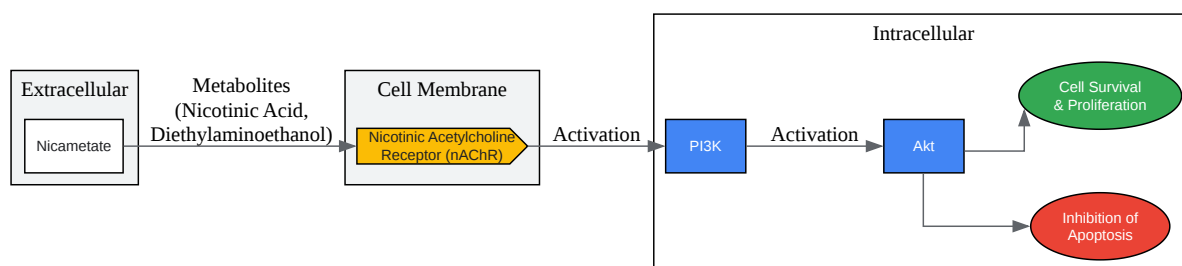 Extracellular
Nicametate
Metabolites
(Nicotinic Acid,
Diethylaminoethanol)
Cell Membrane
Nicotinic Acetylcholine
Receptor (nAChR)
Activation
Intracellular
PI3K
Activation
Akt
Cell Survival
& Proliferation
Inhibition of
Apoptosis